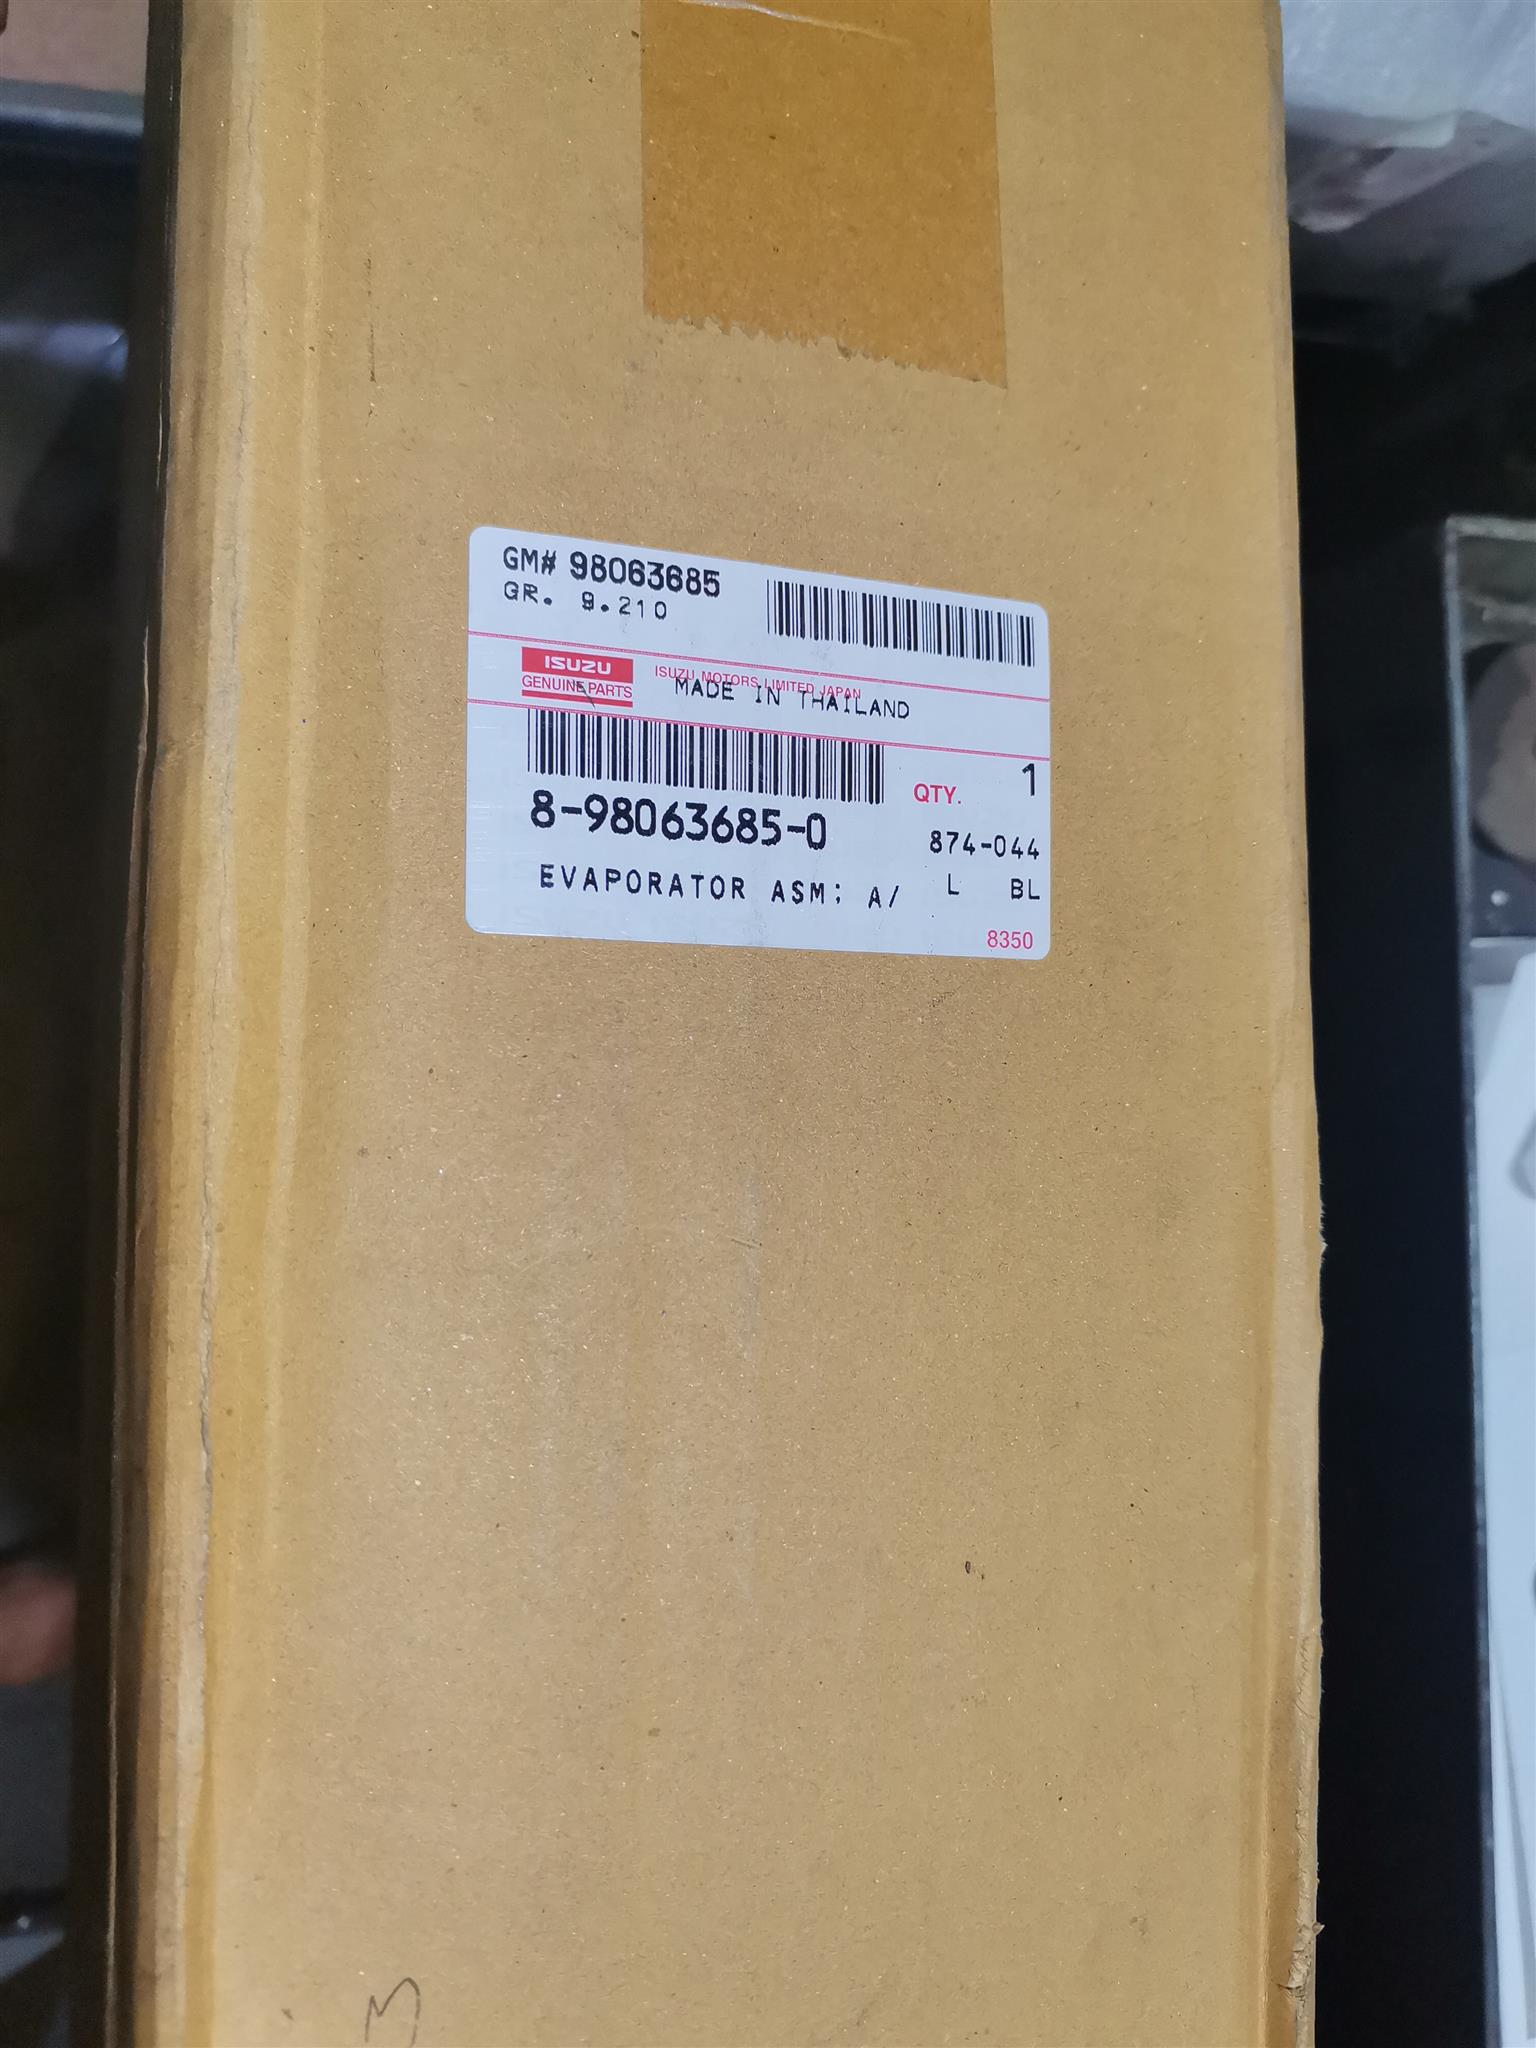 GM# 98063685
GR. 9.210
ISUZU
GENUINE PARTS
ISUZU MOTORS LIMITED JAPAN
MADE IN THAILAND
QTY. 1
8-98063685-0
874-044
EVAPORATOR ASM; A/
L BL
8350